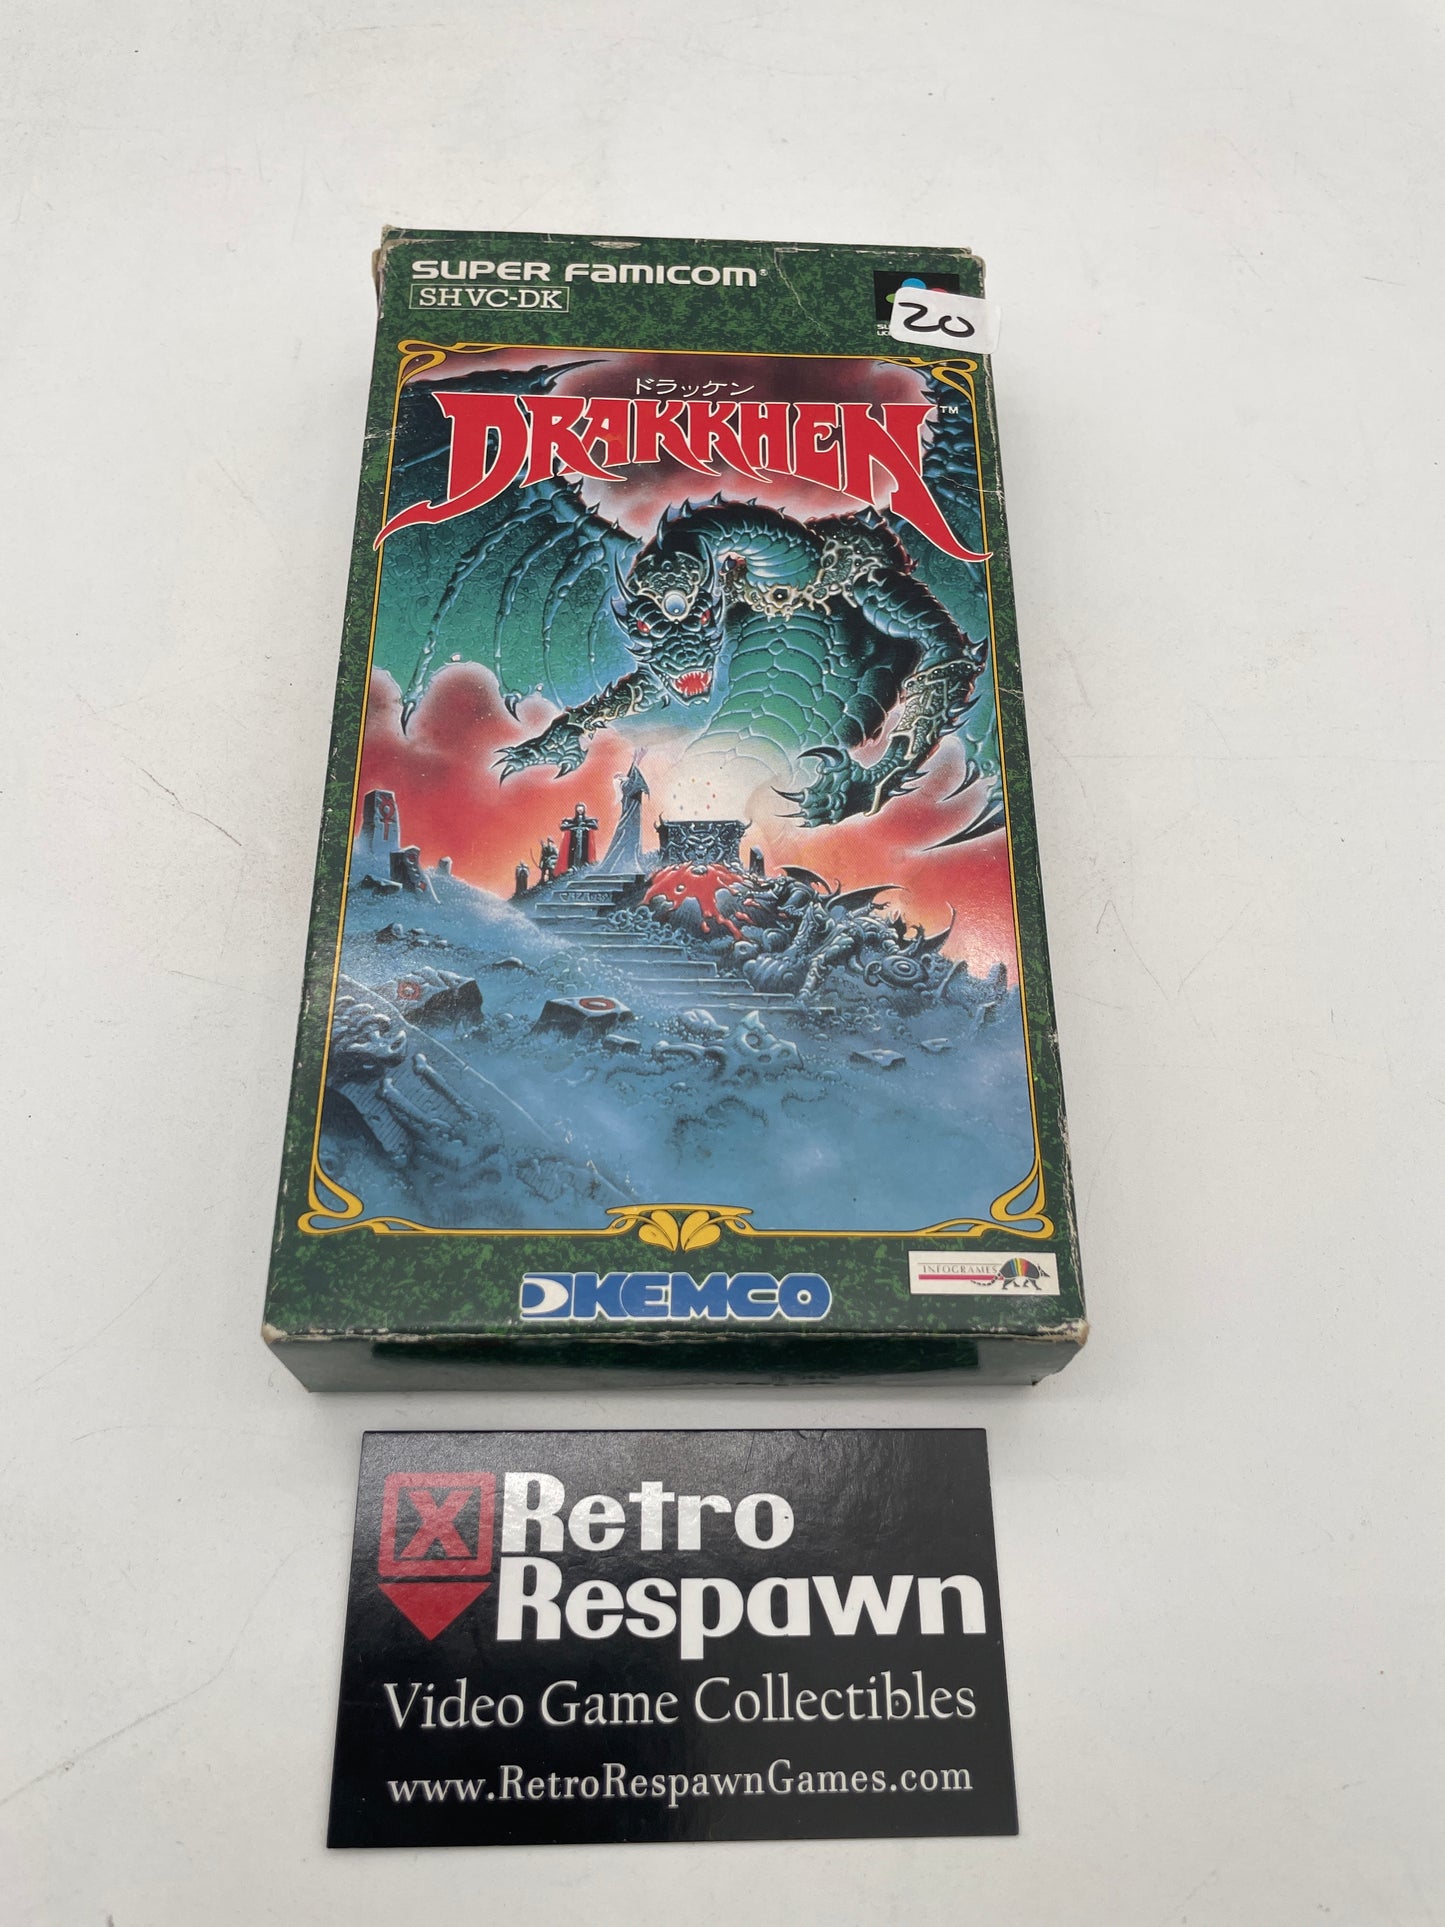 SUPER FAMICOM®
SHVC-DK
20
ドラッケン
DRAKKHEN™
KEMCO
INFOGRAMES
X Retro
Respawn
Video Game Collectibles
www.RetroRespawnGames.com